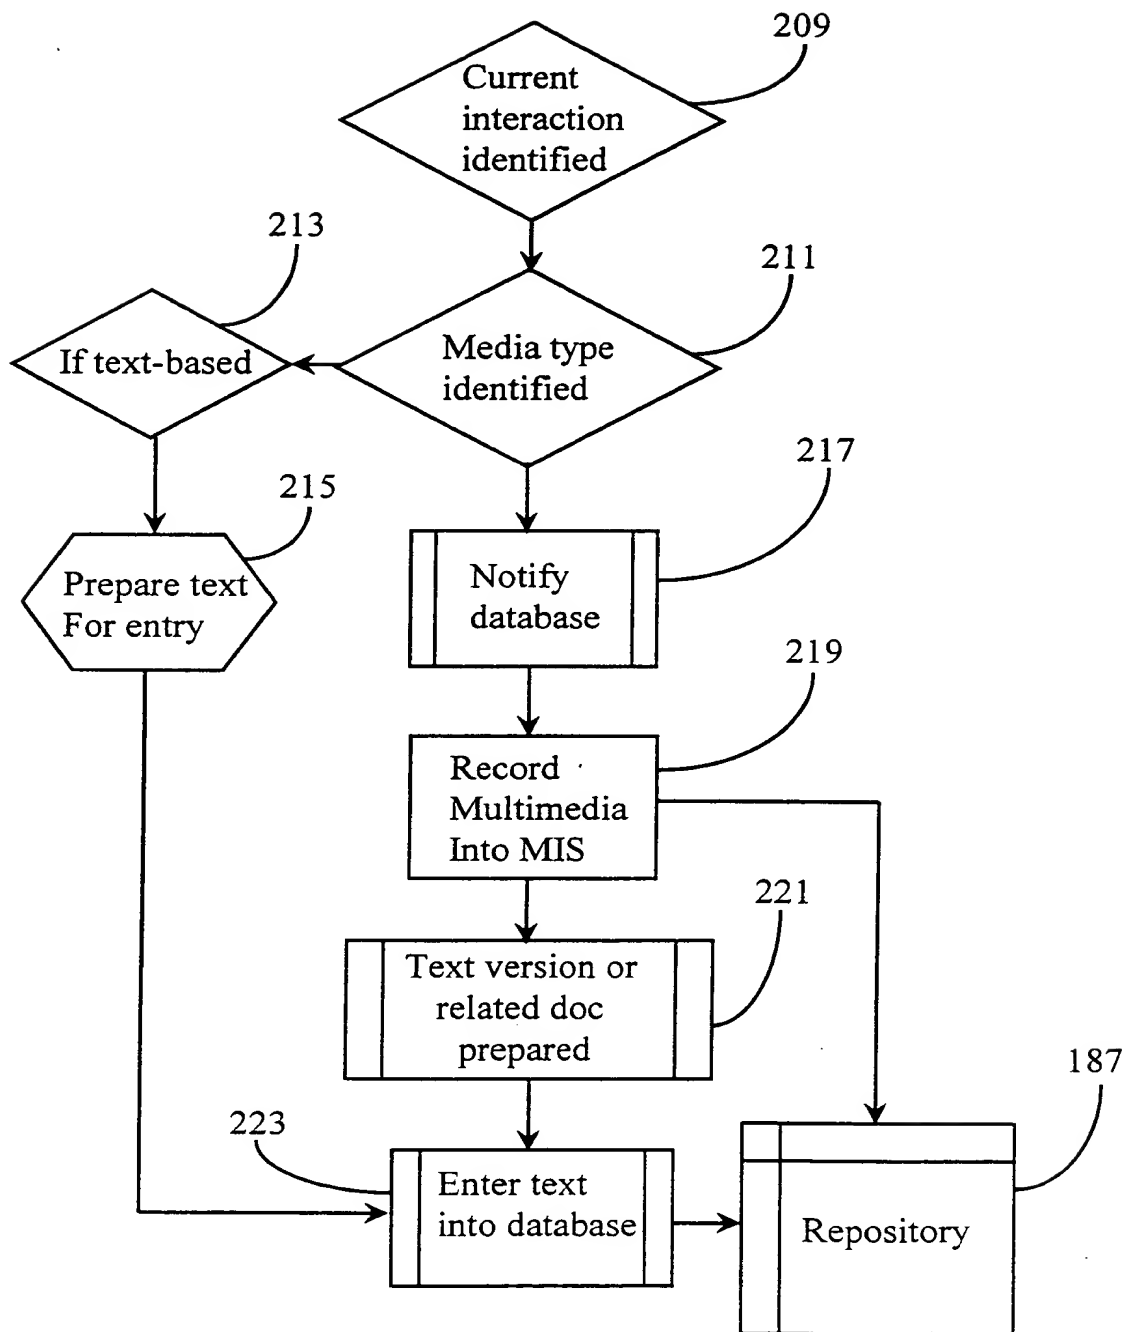 209
Current
interaction
identified
213
211
If text-based
Media type
identified
217
215
Prepare text
For entry
Notify
database
219
Record
Multimedia
Into MIS
221
Text version or
related doc
prepared
187
223
Enter text
into database
Repository